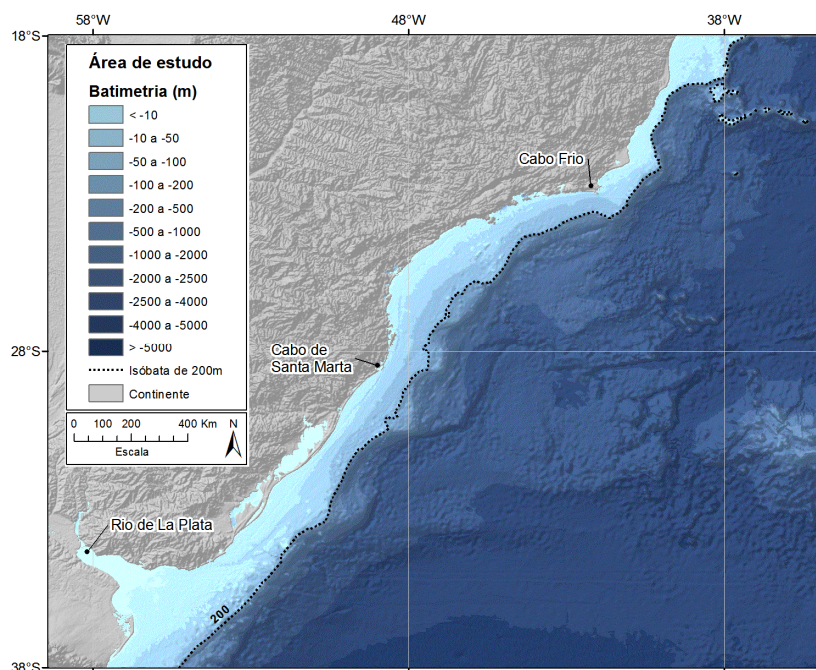 58°W
48°W
38°W
18°S
Área de estudo
Batimetria (m)
< -10
-10 a -50
-50 a -100
-100 a -200
-200 a -500
-500 a -1000
-1000 a -2000
-2000 a -2500
-2500 a -4000
-4000 a -5000
> -5000
Isóbata de 200m
Continente
0 100 200 400 Km N
Escala
Cabo Frio
28°S
Cabo de
Santa Marta
Rio de La Plata
200
38°S